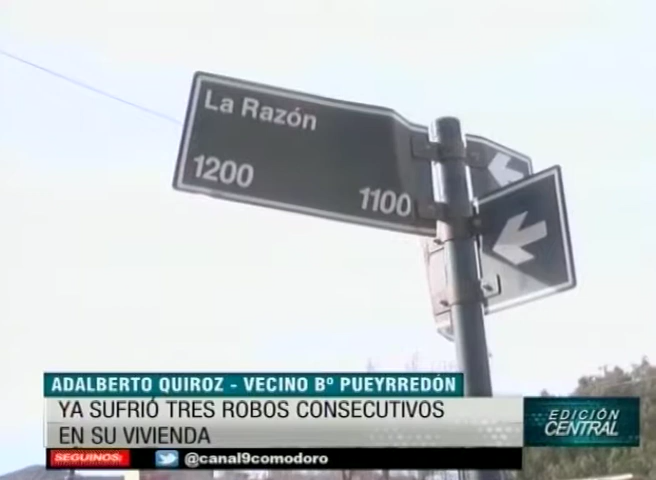 La Razón
1200
1100
ADALBERTO QUIROZ - VECINO Bº PUEYRREDÓN
YA SUFRIÓ TRES ROBOS CONSECUTIVOS
EN SU VIVIENDA
EDICIÓN
CENTRAL
SEGUINOS:
@canal9comodoro